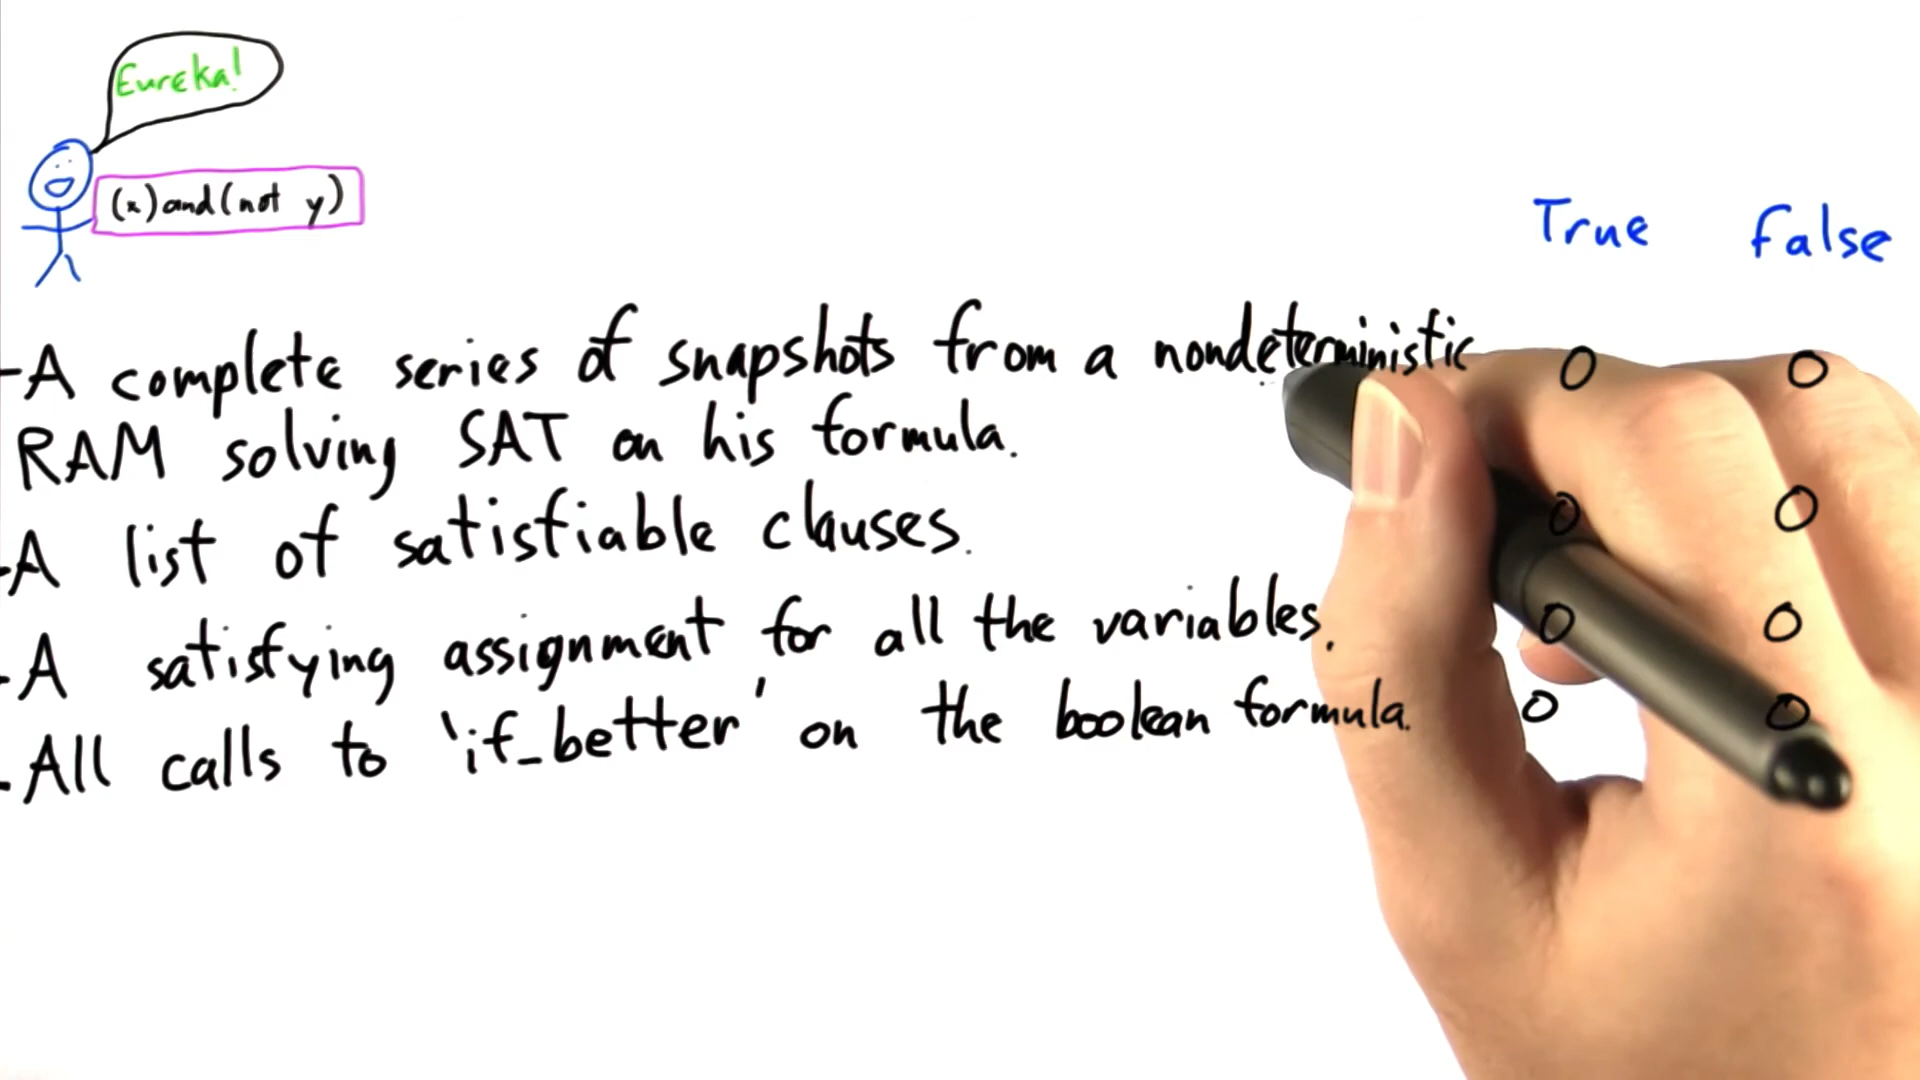 Eureka!
(x) and (not y)
True False
-A complete series of snapshots from a nondeterministic
RAM solving SAT on his formula.
-A list of satisfiable clauses.
-A satisfying assignment for all the variables.
-All calls to 'if_better' on the boolean formula.